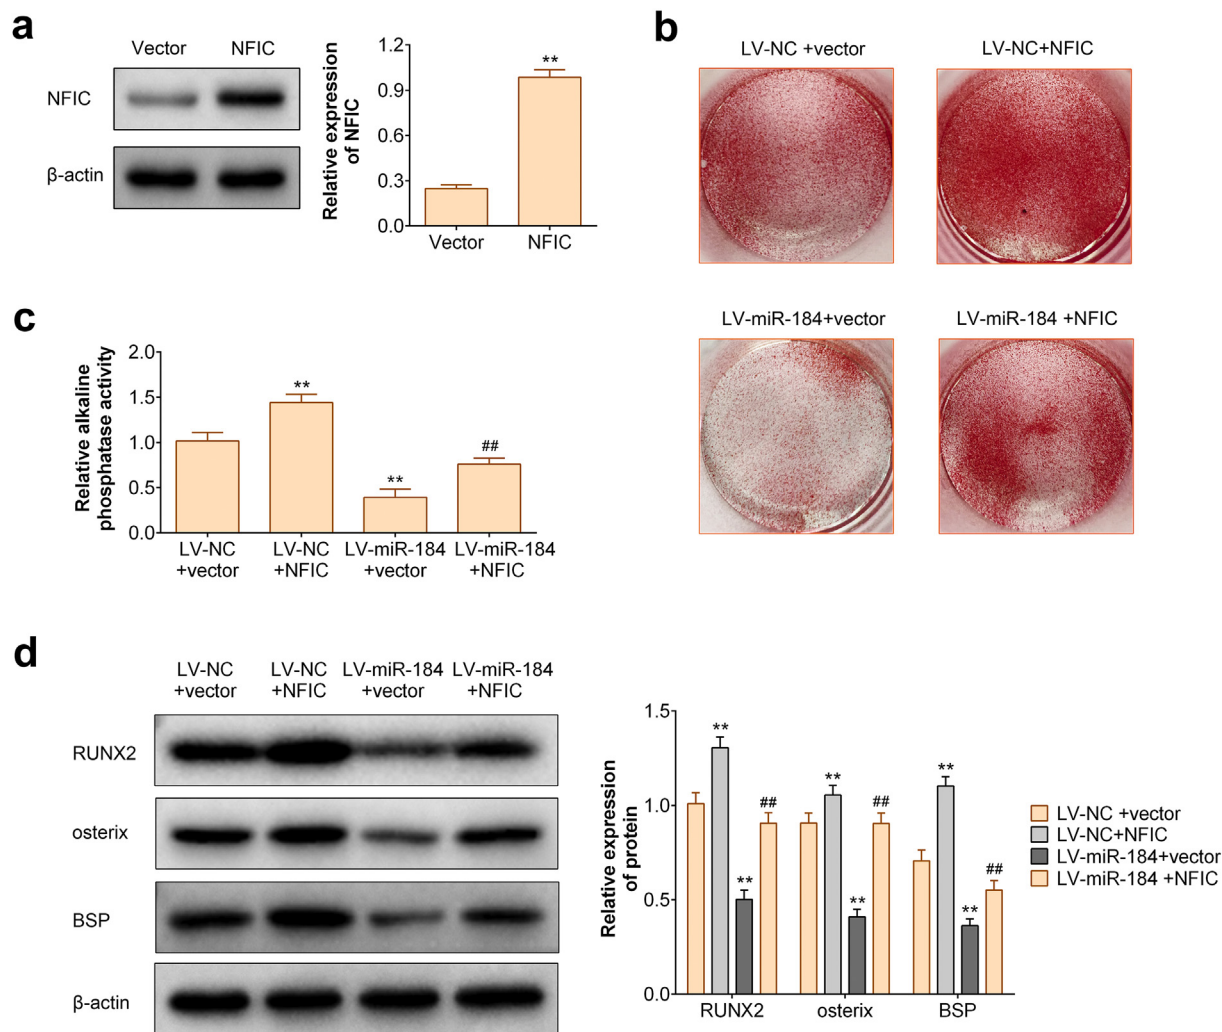 a
Vector NFIC
NFIC
β-actin
Relative expression
of NFIC
1.2
0.9
0.6
0.3
0.0
**
Vector NFIC
b
LV-NC +vector LV-NC+NFIC
LV-miR-184+vector LV-miR-184 +NFIC
c
Relative alkaline
phosphatase activity
2.0
1.5
1.0
0.5
0.0
** ** ##
LV-NC LV-NC LV-miR-184 LV-miR-184
+vector +NFIC +vector +NFIC
d
LV-NC LV-NC LV-miR-184 LV-miR-184
+vector +NFIC +vector +NFIC
RUNX2
osterix
BSP
β-actin
Relative expression
of protein
1.5
1.0
0.5
0.0
** ** ## ** ** ## ** ** ##
RUNX2 osterix BSP
LV-NC +vector
LV-NC+NFIC
LV-miR-184+vector
LV-miR-184 +NFIC